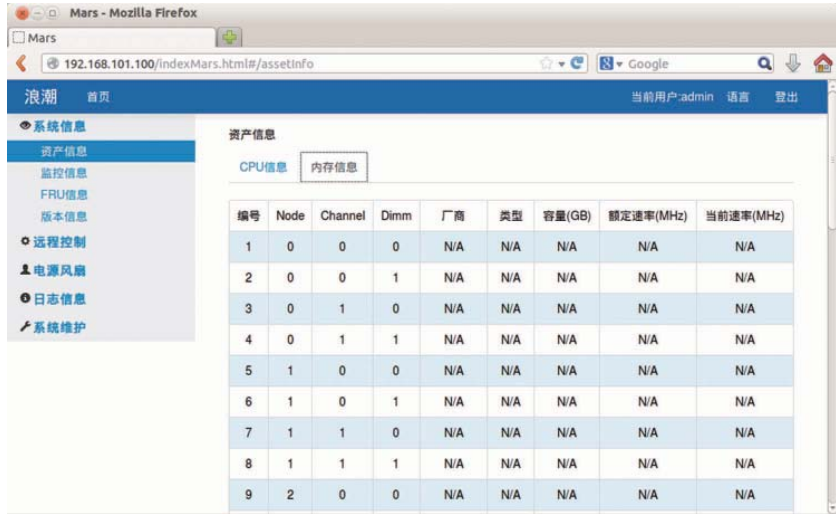 Mars - Mozilla Firefox
Mars
192.168.101.100/indexMars.html#/assetInfo
Google
浪潮 首页 当前用户:admin 语言 登出
系统信息
资产信息
监控信息
FRU信息
版本信息
远程控制
电源风扇
日志信息
系统维护
资产信息
CPU信息 内存信息
编号 Node Channel Dimm 厂商 类型 容量(GB) 额定速率(MHz) 当前速率(MHz)
1 0 0 0 N/A N/A N/A N/A N/A
2 0 0 1 N/A N/A N/A N/A N/A
3 0 1 0 N/A N/A N/A N/A N/A
4 0 1 1 N/A N/A N/A N/A N/A
5 1 0 0 N/A N/A N/A N/A N/A
6 1 0 1 N/A N/A N/A N/A N/A
7 1 1 0 N/A N/A N/A N/A N/A
8 1 1 1 N/A N/A N/A N/A N/A
9 2 0 0 N/A N/A N/A N/A N/A